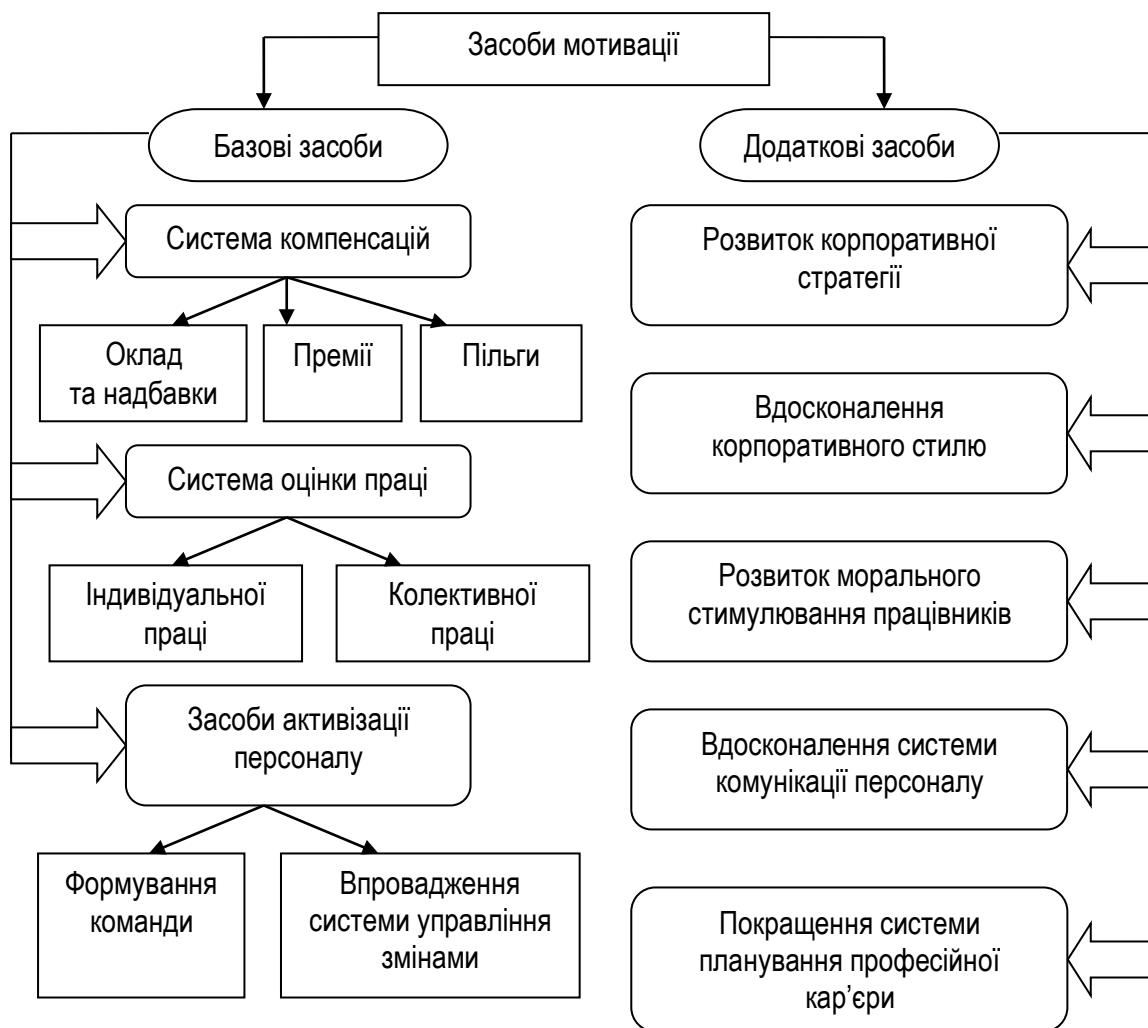 Засоби мотивації
Базові засоби
Додаткові засоби
Система компенсацій
Оклад
та надбавки
Премії
Пільги
Система оцінки праці
Індивідуальної
праці
Колективної
праці
Засоби активізації
персоналу
Формування
команди
Впровадження
системи управління
змінами
Розвиток корпоративної
стратегії
Вдосконалення
корпоративного стилю
Розвиток морального
стимулювання працівників
Вдосконалення системи
комунікації персоналу
Покращення системи
планування професійної
кар’єри